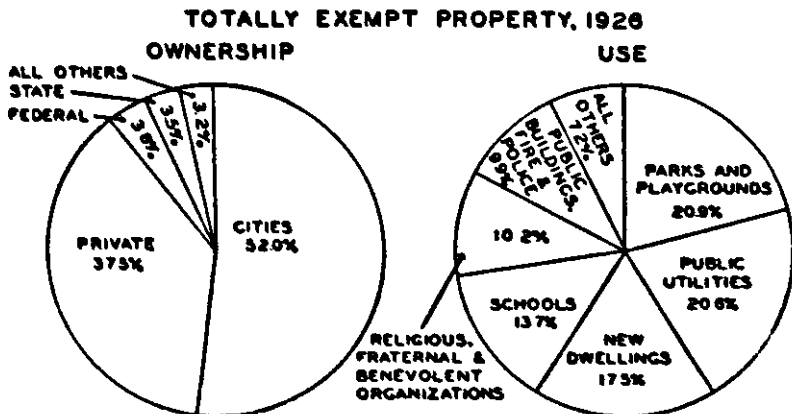 TOTALLY EXEMPT PROPERTY, 1926
OWNERSHIP
ALL OTHERS
STATE
FEDERAL
3.8%
3.5%
3.2%
PRIVATE
37.5%
CITIES
52.0%
USE
ALL
OTHERS
7.2%
PUBLIC
BUILDINGS,
FIRE &
POLICE
9.9%
PARKS AND
PLAYGROUNDS
20.9%
10.2%
PUBLIC
UTILITIES
20.6%
SCHOOLS
13.7%
NEW
DWELLINGS
17.5%
RELIGIOUS,
FRATERNAL &
BENEVOLENT
ORGANIZATIONS